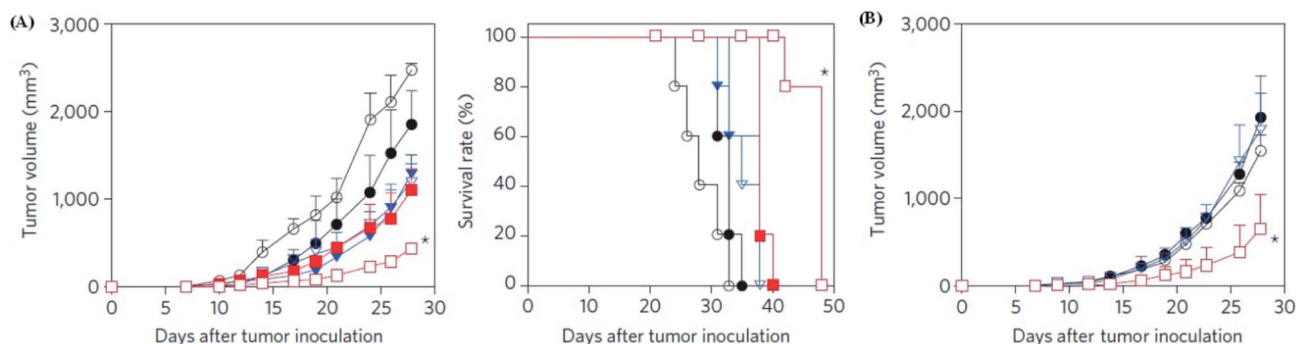 (A)
Tumor volume (mm³)
3,000
2,000
1,000
0
0 5 10 15 20 25 30
Days after tumor inoculation
*
Survival rate (%)
100
80
60
40
20
0
0 10 20 30 40 50
Days after tumor inoculation
*
(B)
Tumor volume (mm³)
3,000
2,000
1,000
0
0 5 10 15 20 25 30
Days after tumor inoculation
*